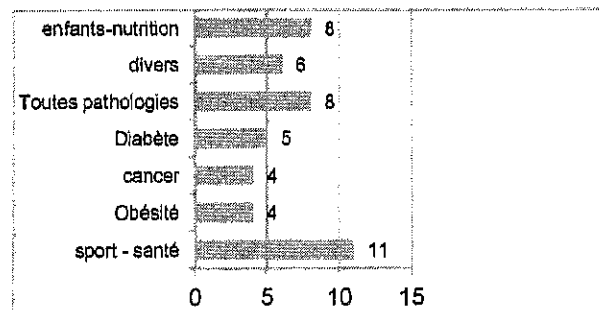 enfants-nutrition 8
divers 6
Toutes pathologies 8
Diabète 5
cancer 4
Obésité 4
sport - santé 11
0 5 10 15